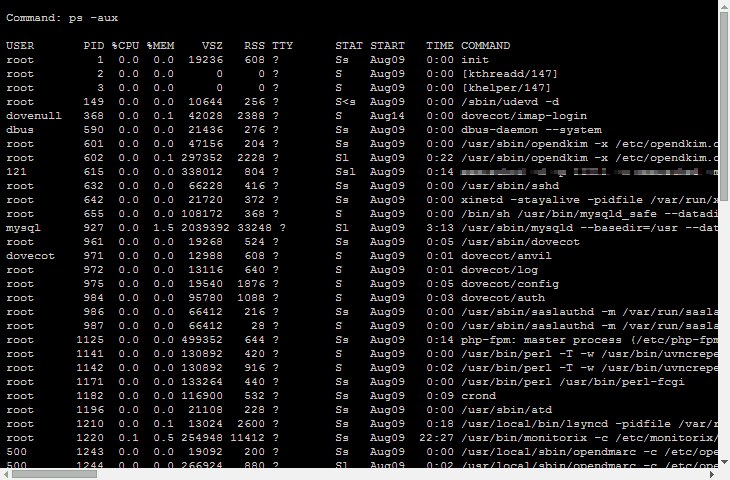 Command: ps -aux
USER PID %CPU %MEM VSZ RSS TTY STAT START TIME COMMAND
root 1 0.0 0.0 19236 608 ? Ss Aug09 0:00 init
root 2 0.0 0.0 0 0 ? S Aug09 0:00 [kthreadd/147]
root 3 0.0 0.0 0 0 ? S Aug09 0:00 [khelper/147]
root 149 0.0 0.0 10644 256 ? S<s Aug09 0:00 /sbin/udevd -d
dovenull 368 0.0 0.1 42028 2388 ? S Aug14 0:00 dovecot/imap-login
dbus 590 0.0 0.0 21436 276 ? Ss Aug09 0:00 dbus-daemon --system
root 601 0.0 0.0 47156 204 ? Ss Aug09 0:00 /usr/sbin/opendkim -x /etc/opendkim.c
root 602 0.0 0.1 297352 2228 ? Sl Aug09 0:22 /usr/sbin/opendkim -x /etc/opendkim.c
121 615 0.0 0.0 338012 804 ? Ssl Aug09 0:14
root 632 0.0 0.0 66228 416 ? Ss Aug09 0:00 /usr/sbin/sshd
root 642 0.0 0.0 21720 372 ? Ss Aug09 0:00 xinetd -stayalive -pidfile /var/run/x
root 655 0.0 0.0 108172 368 ? S Aug09 0:00 /bin/sh /usr/bin/mysqld_safe --datadi
mysql 927 0.0 1.5 2039392 33248 ? Sl Aug09 3:13 /usr/sbin/mysqld --basedir=/usr --dat
root 961 0.0 0.0 19268 524 ? Ss Aug09 0:05 /usr/sbin/dovecot
dovecot 971 0.0 0.0 12988 608 ? S Aug09 0:01 dovecot/anvil
root 972 0.0 0.0 13116 640 ? S Aug09 0:01 dovecot/log
root 975 0.0 0.0 19540 1876 ? S Aug09 0:05 dovecot/config
root 984 0.0 0.0 95780 1088 ? S Aug09 0:03 dovecot/auth
root 986 0.0 0.0 66412 216 ? Ss Aug09 0:00 /usr/sbin/saslauthd -m /var/run/sasla
root 987 0.0 0.0 66412 28 ? S Aug09 0:00 /usr/sbin/saslauthd -m /var/run/sasla
root 1125 0.0 0.0 499352 644 ? Ss Aug09 0:14 php-fpm: master process (/etc/php-fpm
root 1141 0.0 0.0 130892 420 ? S Aug09 0:00 /usr/bin/perl -T -w /usr/bin/uvncrepe
root 1142 0.0 0.0 130892 916 ? S Aug09 0:02 /usr/bin/perl -T -w /usr/bin/uvncrepe
root 1171 0.0 0.0 133264 440 ? Ss Aug09 0:00 /usr/bin/perl /usr/bin/perl-fcgi
root 1182 0.0 0.0 116900 532 ? Ss Aug09 0:09 crond
root 1196 0.0 0.0 21108 228 ? Ss Aug09 0:00 /usr/sbin/atd
root 1210 0.0 0.1 13024 2600 ? Ss Aug09 0:18 /usr/local/bin/lsyncd -pidfile /var/r
root 1220 0.1 0.5 254948 11412 ? Ss Aug09 22:27 /usr/bin/monitorix -c /etc/monitorix/
500 1243 0.0 0.0 19092 200 ? Ss Aug09 0:00 /usr/local/sbin/opendmarc -c /etc/ope
500 1244 0.0 0.0 266924 880 ? Sl Aug09 0:02 /usr/local/sbin/opendmarc -c /etc/ope